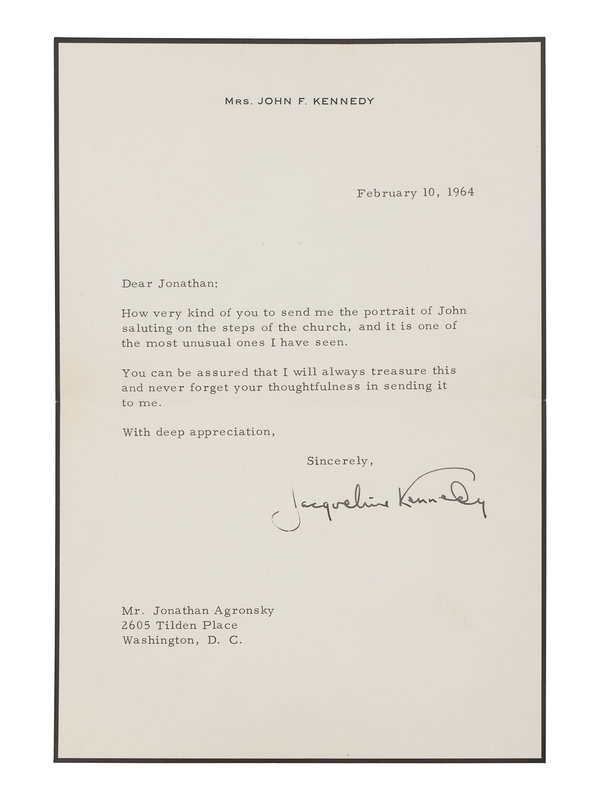 Mrs. JOHN F. KENNEDY
February 10, 1964
Dear Jonathan:
How very kind of you to send me the portrait of John
saluting on the steps of the church, and it is one of
the most unusual ones I have seen.
You can be assured that I will always treasure this
and never forget your thoughtfulness in sending it
to me.
With deep appreciation,
Sincerely,
Jacqueline Kennedy
Mr. Jonathan Agronsky
2605 Tilden Place
Washington, D. C.